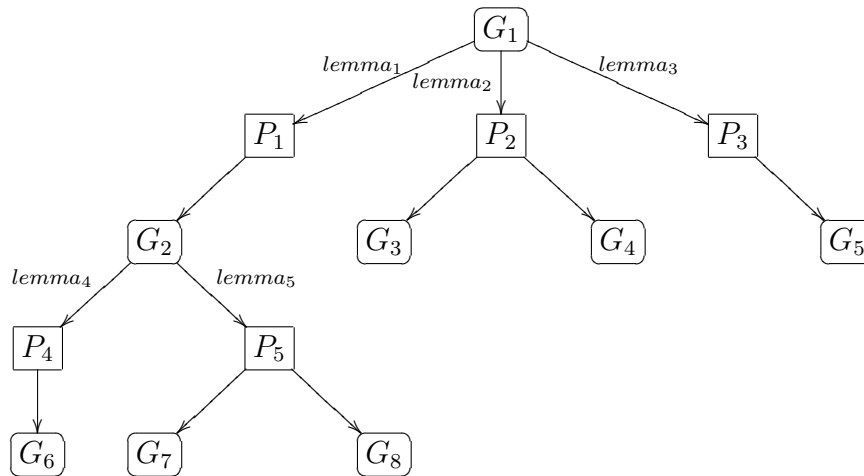 G₁
lemma₁ lemma₂ lemma₃
P₁ P₂ P₃
G₂ G₃ G₄ G₅
lemma₄ lemma₅
P₄ P₅
G₆ G₇ G₈